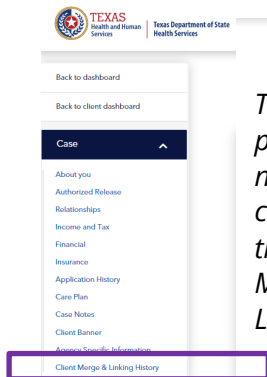 TEXAS
Health and Human
Services
Texas Department of State
Health Services
Back to dashboard
Back to client dashboard
Case
About you
Authorized Release
Relationships
Income and Tax
Financial
Insurance
Application History
Care Plan
Case Notes
Client Banner
Agency Specific Information
Client Merge & Linking History